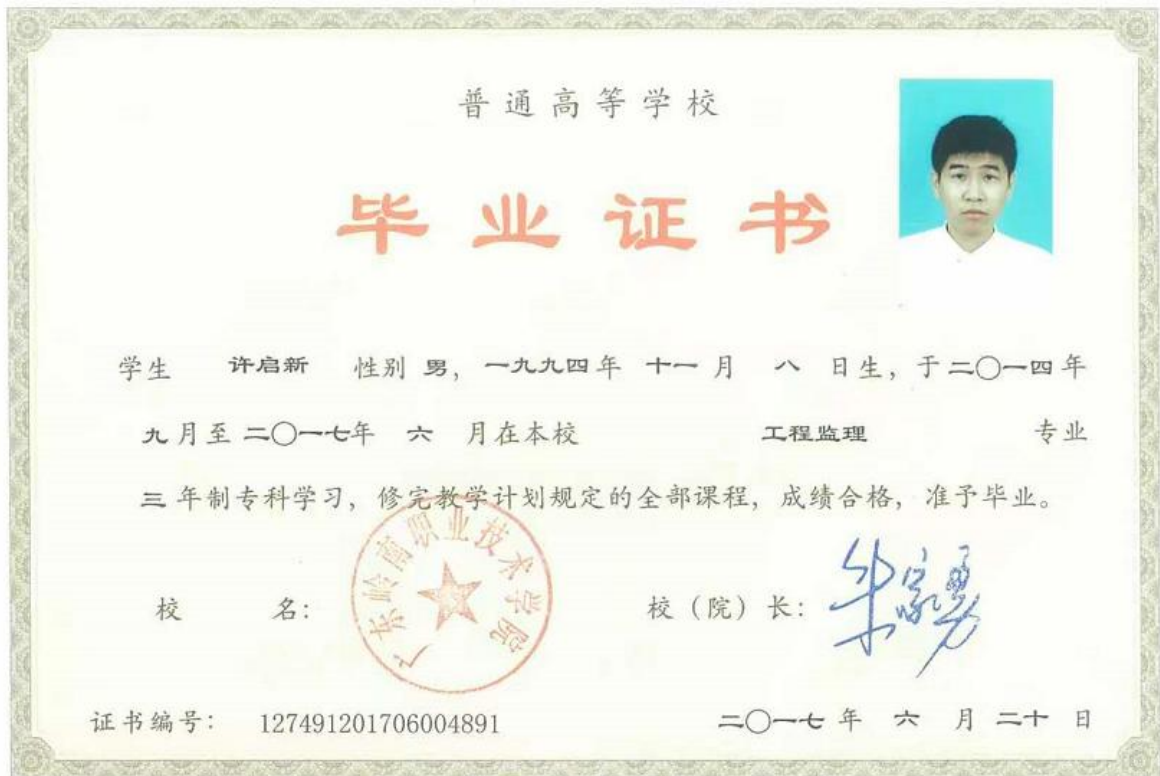 普通高等学校
毕业证书
学生 许启新 性别 男，一九九四年 十一 月 八 日生，于二〇一四年
九月至二〇一七年 六 月在本校 工程监理 专业
三年制专科学习，修完教学计划规定的全部课程，成绩合格，准予毕业。
广东岭南职业技术学院
校 名： 校（院）长：
证书编号： 127491201706004891 二〇一七年 六 月二十 日